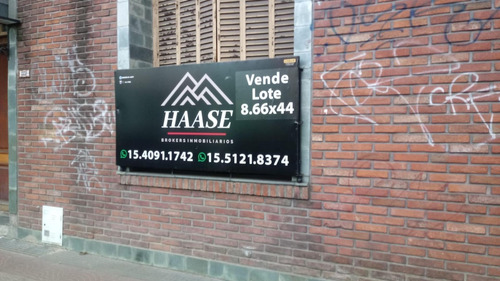 Vende
Lote
8.66x44
HAASE
BROKERS INMOBILIARIOS
15.4091.1742 15.5121.8374